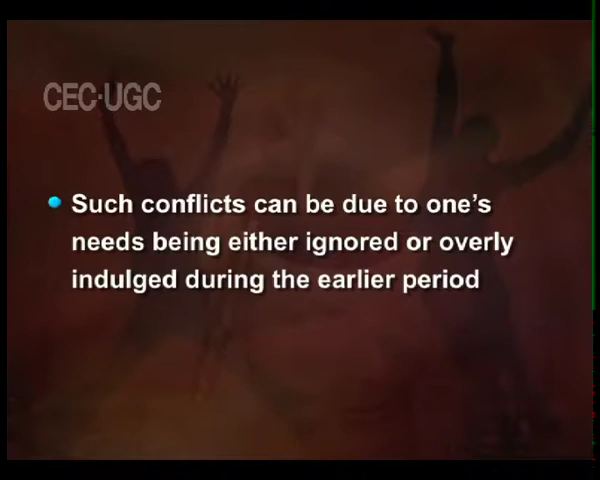 CEC-UGC
Such conflicts can be due to one's
needs being either ignored or overly
indulged during the earlier period